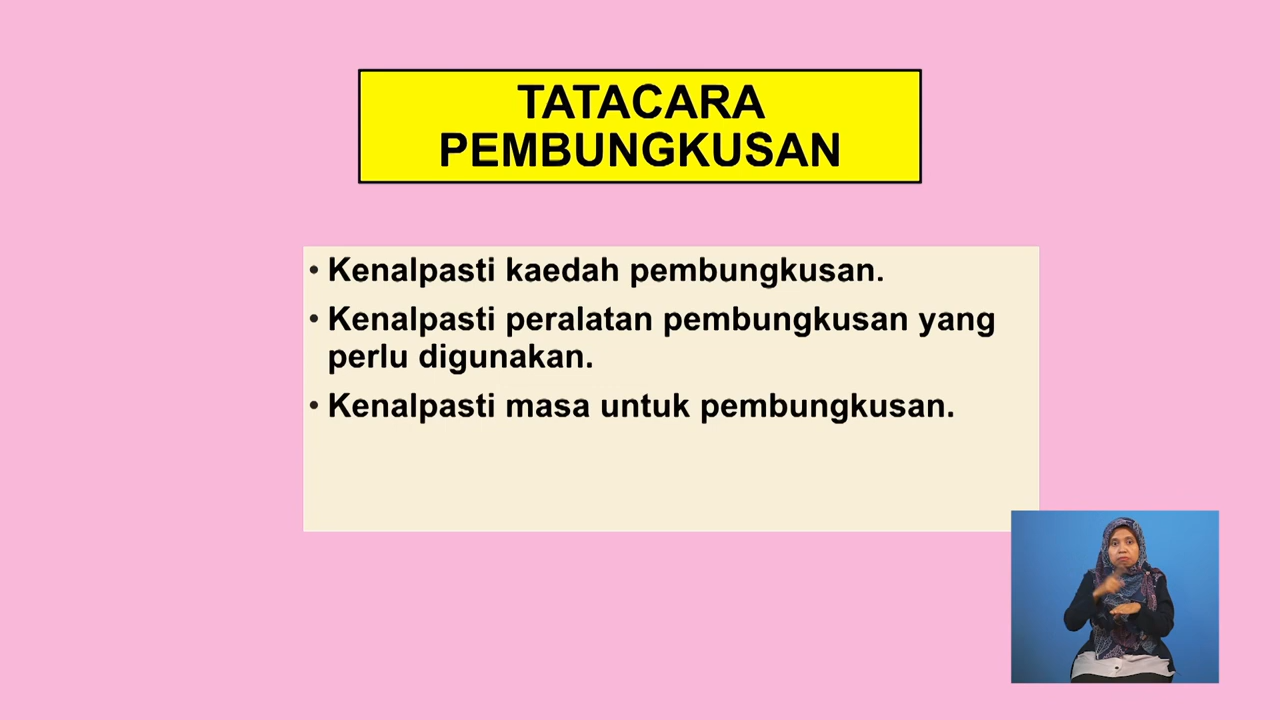 TATACARA
PEMBUNGKUSAN
• Kenalpasti kaedah pembungkusan.
• Kenalpasti peralatan pembungkusan yang
perlu digunakan.
• Kenalpasti masa untuk pembungkusan.